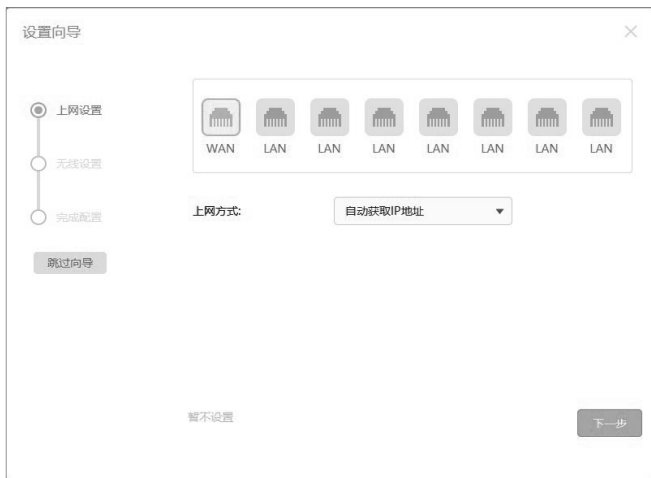 设置向导
上网设置
无线设置
完成配置
跳过向导
WAN LAN LAN LAN LAN LAN LAN LAN
上网方式: 自动获取IP地址
暂不设置
下一步